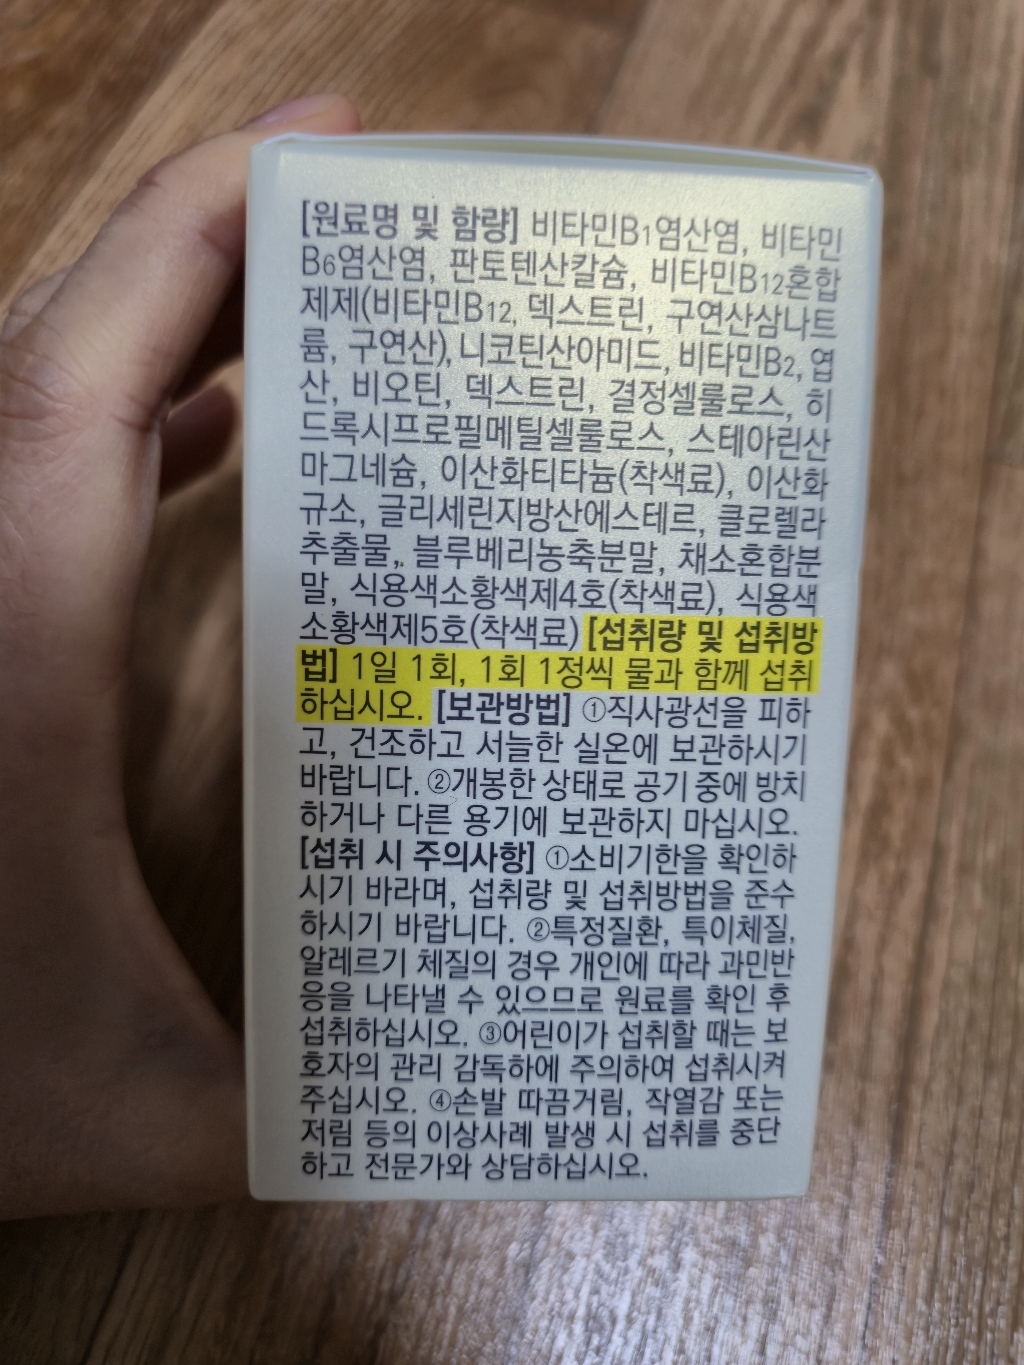 [원료명 및 함량] 비타민B1염산염, 비타민
B6염산염, 판토텐산칼슘, 비타민B12혼합
제제(비타민B12, 덱스트린, 구연산삼나트
륨, 구연산), 니코틴산아미드, 비타민B2, 엽
산, 비오틴, 덱스트린, 결정셀룰로스, 히
드록시프로필메틸셀룰로스, 스테아린산
마그네슘, 이산화티타늄(착색료), 이산화
규소, 글리세린지방산에스테르, 클로렐라
추출물, 블루베리농축분말, 채소혼합분
말, 식용색소황색제4호(착색료), 식용색
소황색제5호(착색료) [섭취량 및 섭취방
법] 1일 1회, 1회 1정씩 물과 함께 섭취
하십시오. [보관방법] ①직사광선을 피하
고, 건조하고 서늘한 실온에 보관하시기
바랍니다. ②개봉한 상태로 공기 중에 방치
하거나 다른 용기에 보관하지 마십시오.
[섭취 시 주의사항] ①소비기한을 확인하
시기 바라며, 섭취량 및 섭취방법을 준수
하시기 바랍니다. ②특정질환, 특이체질,
알레르기 체질의 경우 개인에 따라 과민반
응을 나타낼 수 있으므로 원료를 확인 후
섭취하십시오. ③어린이가 섭취할 때는 보
호자의 관리 감독하에 주의하여 섭취시켜
주십시오. ④손발 따끔거림, 작열감 또는
저림 등의 이상사례 발생 시 섭취를 중단
하고 전문가와 상담하십시오.